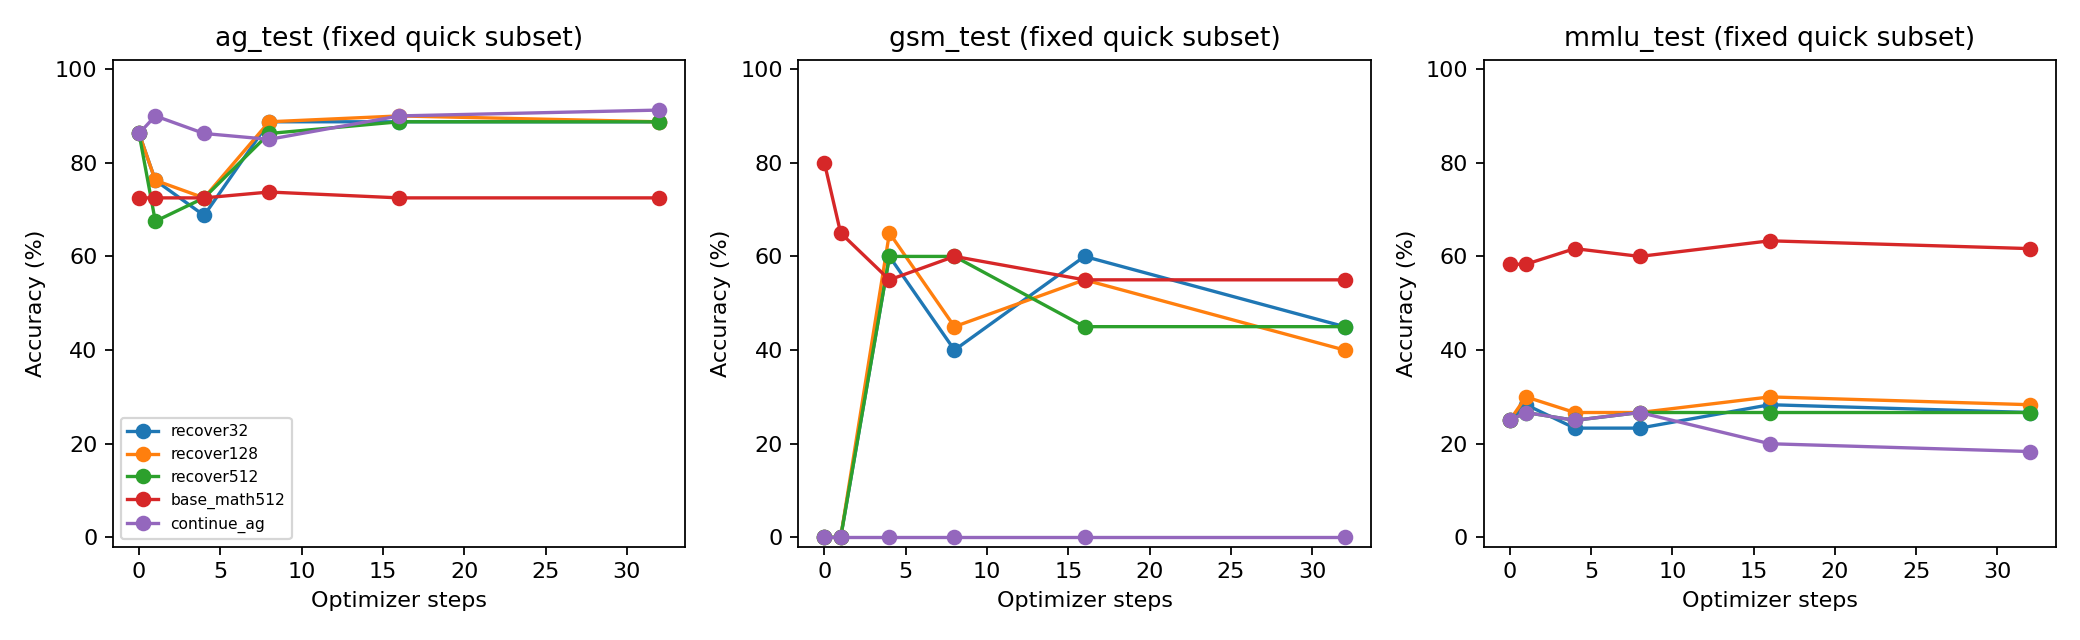 ag_test (fixed quick subset)
Accuracy (%)
100
80
60
40
20
0
recover32
recover128
recover512
base_math512
continue_ag
0 5 10 15 20 25 30
Optimizer steps
gsm_test (fixed quick subset)
Accuracy (%)
100
80
60
40
20
0
0 5 10 15 20 25 30
Optimizer steps
mmlu_test (fixed quick subset)
Accuracy (%)
100
80
60
40
20
0
0 5 10 15 20 25 30
Optimizer steps